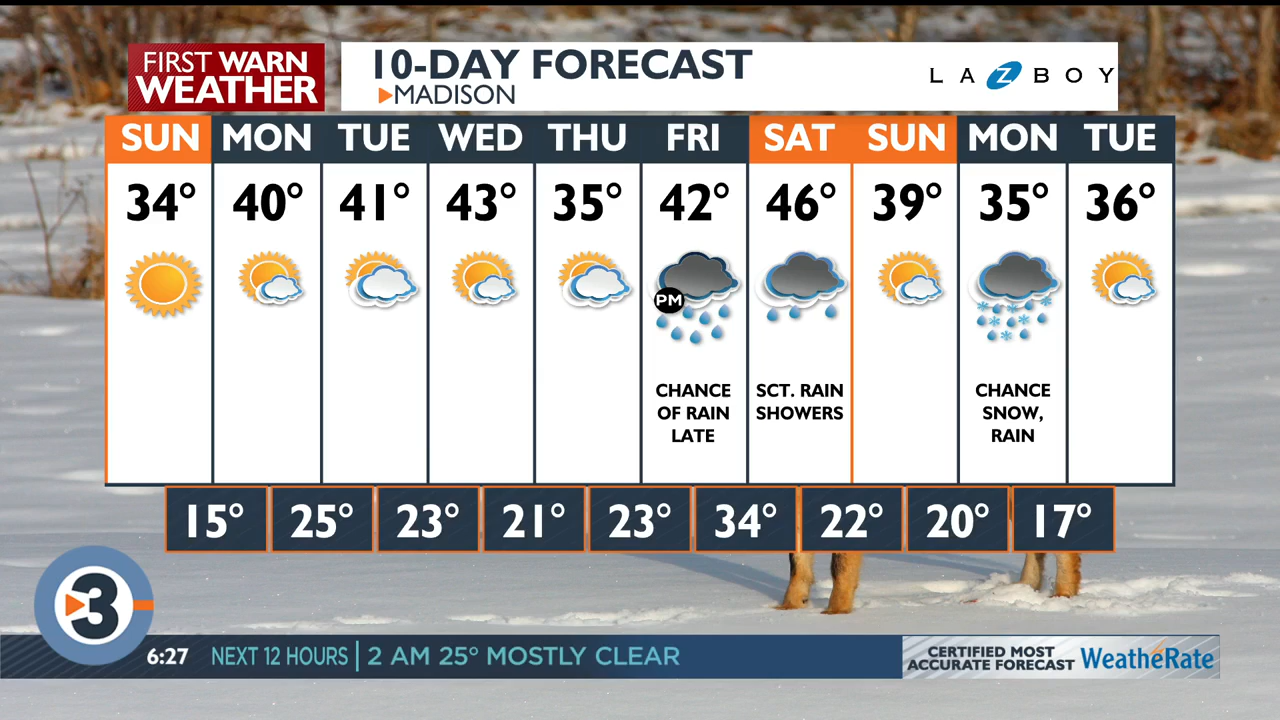 FIRST WARN
WEATHER
10-DAY FORECAST
MADISON
LAZBOY
SUN MON TUE WED THU FRI SAT SUN MON TUE
34° 40° 41° 43° 35° 42° 46° 39° 35° 36°
PM
CHANCE
OF RAIN
LATE
SCT. RAIN
SHOWERS
CHANCE
SNOW,
RAIN
15° 25° 23° 21° 23° 34° 22° 20° 17°
3
6:27 NEXT 12 HOURS 2 AM 25° MOSTLY CLEAR
CERTIFIED MOST
ACCURATE FORECAST
WeatheRate